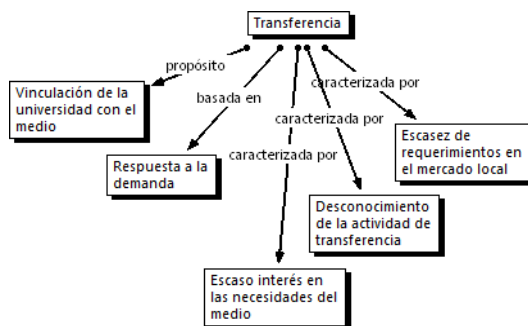 Transferencia
propósito
caracterizada por
Vinculación de la
universidad con el
medio
basada en
caracterizada por
Escasez de
requerimientos en
el mercado local
Respuesta a la
demanda
caracterizada por
Desconocimiento
de la actividad de
transferencia
Escaso interés en
las necesidades del
medio